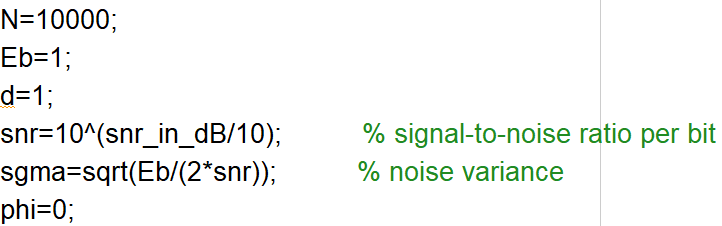 N=10000;
Eb=1;
d=1;
snr=10^(snr_in_dB/10); % signal-to-noise ratio per bit
sgma=sqrt(Eb/(2*snr)); % noise variance
phi=0;